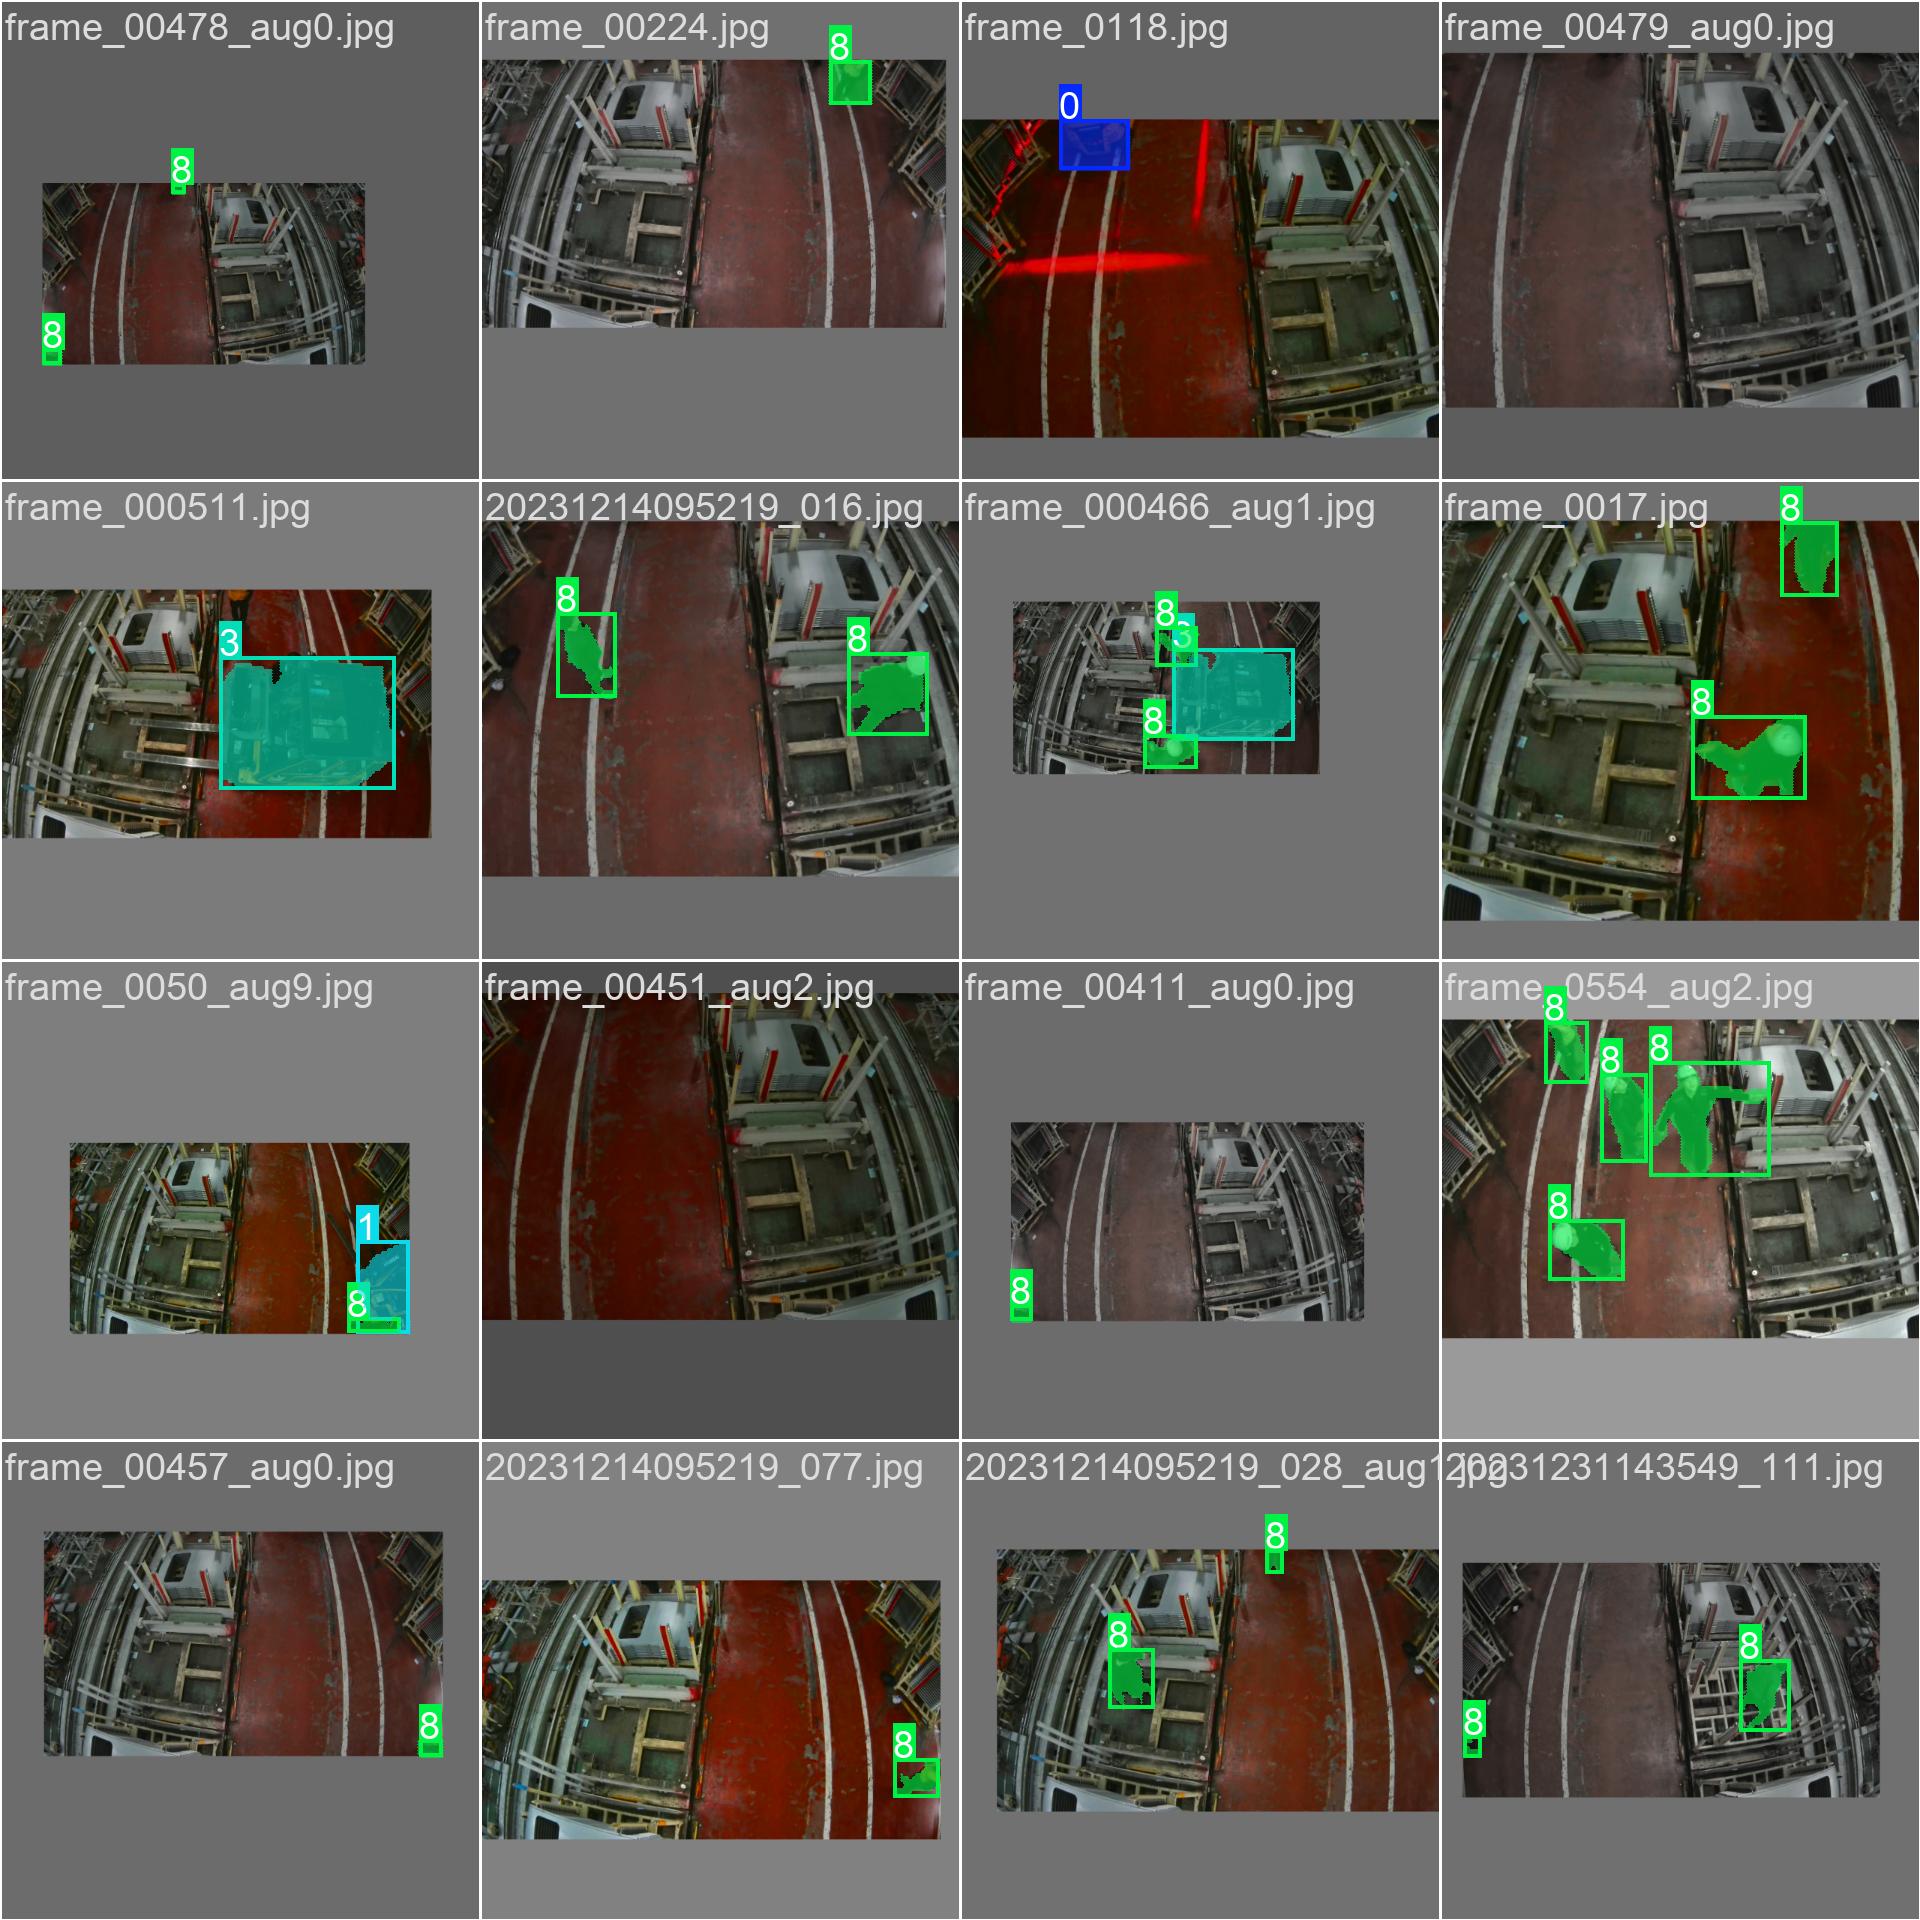 frame_00478_aug0.jpg
8
8
frame_00224.jpg
8
frame_0118.jpg
0
frame_00479_aug0.jpg
frame_000511.jpg
3
20231214095219_016.jpg
8
8
frame_000466_aug1.jpg
8
3
8
frame_0017.jpg
8
8
frame_0050_aug9.jpg
1
8
frame_00451_aug2.jpg
frame_00411_aug0.jpg
8
frame_0554_aug2.jpg
8
8
8
8
frame_00457_aug0.jpg
8
20231214095219_077.jpg
8
20231214095219_028_aug1.jpg
8
8
20231231143549_111.jpg
8
8